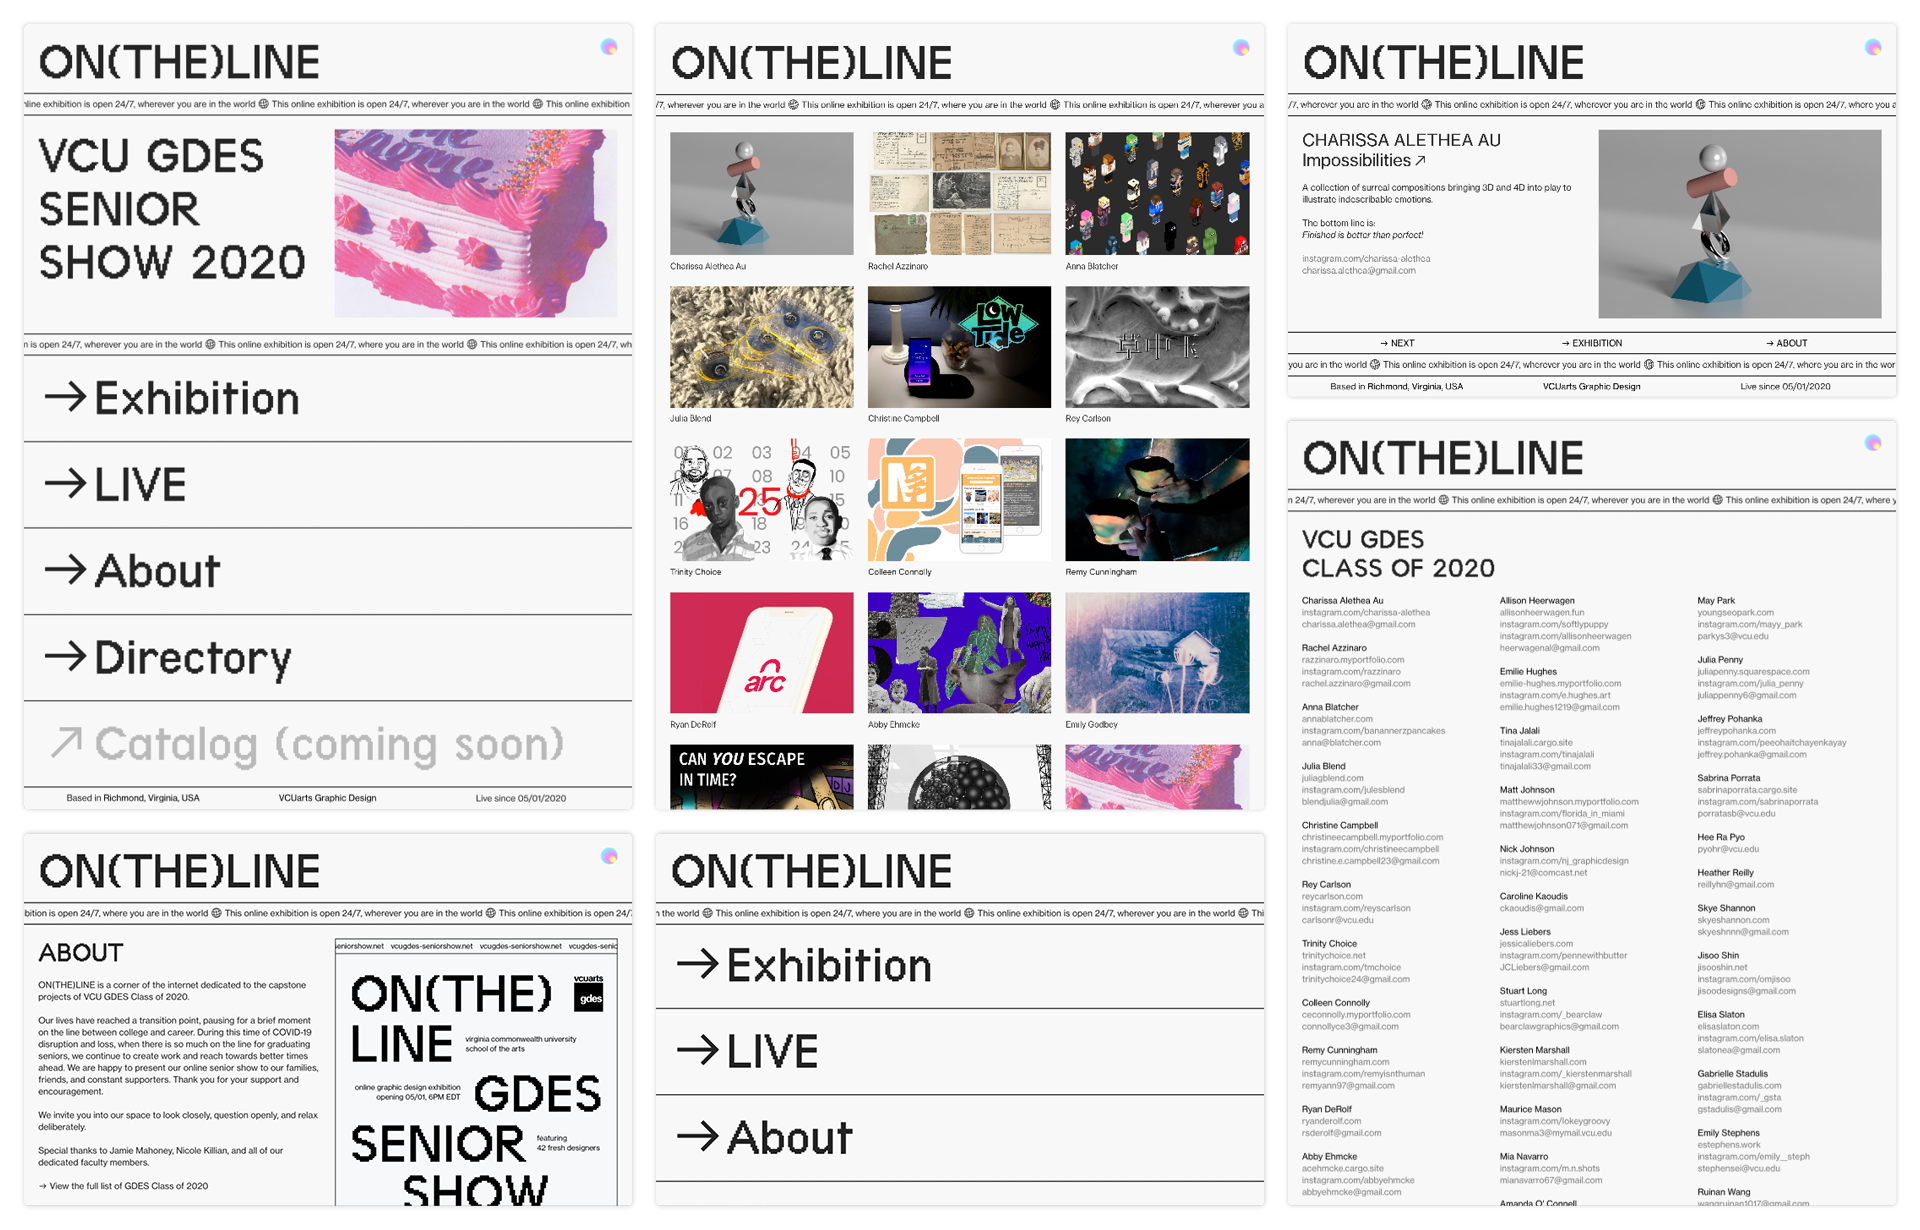 ON(THE)LINE
nline exhibition is open 24/7, wherever you are in the world This online exhibition is open 24/7, wherever you are in the world This online exhibition
VCU GDES
SENIOR
SHOW 2020
n is open 24/7, wherever you are in the world This online exhibition is open 24/7, where you are in the world This online exhibition is open 24/7, wherever you are in the world
→ Exhibition
→ LIVE
→ About
→ Directory
↗ Catalog (coming soon)
Based in Richmond, Virginia, USA
VCUarts Graphic Design
Live since 05/01/2020
ON(THE)LINE
/7, wherever you are in the world This online exhibition is open 24/7, where you are in the world This online exhibition is open 24/7, wherever you a
Charissa Alethea Au
Rachel Azzinaro
Anna Blatcher
LOW
TIDE
草中玉
Julia Blend
Christine Campbell
Rey Carlson
01 02 03 04 05
07 08 10
11 25 15
16 18 19
23 24
Trinity Choice
Colleen Connolly
Remy Cunningham
arc
Ryan DeRolf
Abby Ehmcke
Emily Godbey
CAN YOU ESCAPE
IN TIME?
ON(THE)LINE
/7, wherever you are in the world This online exhibition is open 24/7, wherever you are in the world This online exhibition is open 24/7, where you a
CHARISSA ALETHEA AU
Impossibilities ↗
A collection of surreal compositions bringing 3D and 4D into play to
illustrate indescribable emotions.
The bottom line is:
Finished is better than perfect!
instagram.com/charissa-alethea
charissa.alethea@gmail.com
→ NEXT
→ EXHIBITION
→ ABOUT
you are in the world This online exhibition is open 24/7, wherever you are in the world This online exhibition is open 24/7, where you are in the wor
Based in Richmond, Virginia, USA
VCUarts Graphic Design
Live since 05/01/2020
ON(THE)LINE
n 24/7, wherever you are in the world This online exhibition is open 24/7, wherever you are in the world This online exhibition is open 24/7, where y
VCU GDES
CLASS OF 2020
Charissa Alethea Au
instagram.com/charissa-alethea
charissa.alethea@gmail.com
Rachel Azzinaro
razzinaro.myportfolio.com
instagram.com/razzinaro
rachel.azzinaro@gmail.com
Anna Blatcher
annablatcher.com
instagram.com/banannerzpancakes
anna@blatcher.com
Julia Blend
juliagblend.com
instagram.com/julesblend
blendjulia@gmail.com
Christine Campbell
christineecampbell.myportfolio.com
instagram.com/christineecampbell
christine.e.campbell23@gmail.com
Rey Carlson
reycarlson.com
instagram.com/reyscarlson
carlsonr@vcu.edu
Trinity Choice
trinitychoice.net
instagram.com/tmchoice
trinitychoice24@gmail.com
Colleen Connolly
ceconnolly.myportfolio.com
connollyce3@gmail.com
Remy Cunningham
remycunningham.com
instagram.com/remyisnthuman
remyann97@gmail.com
Ryan DeRolf
ryanderolf.com
rsderolf@gmail.com
Abby Ehmcke
acehmcke.cargo.site
instagram.com/abbyehmcke
abbyehmcke@gmail.com
Allison Heerwagen
allisonheerwagen.fun
instagram.com/softlypuppy
instagram.com/allisonheerwagen
heerwagenal@gmail.com
Emilie Hughes
emilie-hughes.myportfolio.com
instagram.com/e.hughes.art
emilie.hughes1219@gmail.com
Tina Jalali
tinajalali.cargo.site
instagram.com/tinajalali
tinajalali33@gmail.com
Matt Johnson
matthewwjohnson.myportfolio.com
instagram.com/florida_in_miami
matthewjohnson071@gmail.com
Nick Johnson
instagram.com/nj_graphicdesign
nickj-21@comcast.net
Caroline Kaoudis
ckaoudis@gmail.com
Jess Liebers
jessicaliebers.com
instagram.com/pennewithbutter
JCLiebers@gmail.com
Stuart Long
stuartlong.net
instagram.com/_bearclaw
bearclawgraphics@gmail.com
Kiersten Marshall
kierstenlmarshall.com
instagram.com/_kierstenmarshall
kierstenlmarshall@gmail.com
Maurice Mason
instagram.com/lokeygroovy
masonma3@mymail.vcu.edu
Mia Navarro
instagram.com/m.n.shots
mianavarro67@gmail.com
Amanda O' Connell
May Park
youngseopark.com
instagram.com/mayy_park
parkys3@vcu.edu
Julia Penny
juliapenny.squarespace.com
instagram.com/julia_penny
juliappenny6@gmail.com
Jeffrey Pohanka
jeffreypohanka.com
instagram.com/peeohaitchayenkayay
jeffrey.pohanka@gmail.com
Sabrina Porrata
sabrinaporrata.cargo.site
instagram.com/sabrinaporrata
porratasb@vcu.edu
Hee Ra Pyo
pyohr@vcu.edu
Heather Reilly
reillyhn@gmail.com
Skye Shannon
skyeshannon.com
skyeshnnn@gmail.com
Jisoo Shin
jisooshin.net
instagram.com/omjisoo
jisoodesigns@gmail.com
Elisa Slaton
elisaslaton.com
instagram.com/elisa.slaton
slatonea@gmail.com
Gabrielle Stadulis
gabriellestadulis.com
instagram.com/_gsta
gstadulis@gmail.com
Emily Stephens
estephens.work
instagram.com/emily__steph
stephensei@vcu.edu
Ruinan Wang
wangruinan1017@gmail.com
ON(THE)LINE
bition is open 24/7, where you are in the world This online exhibition is open 24/7, wherever you are in the world This online exhibition is open 24/7
ABOUT
ON(THE)LINE is a corner of the internet dedicated to the capstone
projects of VCU GDES Class of 2020.
Our lives have reached a transition point, pausing for a brief moment
on the line between college and career. During this time of COVID-19
disruption and loss, when there is so much on the line for graduating
seniors, we continue to create work and reach towards better times
ahead. We are happy to present our online senior show to our families,
friends, and constant supporters. Thank you for your support and
encouragement.
We invite you into our space to look closely, question openly, and relax
deliberately.
Special thanks to Jamie Mahoney, Nicole Killian, and all of our
dedicated faculty members.
→ View the full list of GDES Class of 2020
eniorshow.net vcugdes-seniorshow.net vcugdes-seniorshow.net vcugdes-senic
ON(THE)
vcuarts
gdes
LINE
virginia commonwealth university
school of the arts
online graphic design exhibition
opening 05/01, 6PM EDT
GDES
SENIOR
featuring
42 fresh designers
SHOW
ON(THE)LINE
n the world This online exhibition is open 24/7, where you are in the world This online exhibition is open 24/7, wherever you are in the world Thi
→ Exhibition
→ LIVE
→ About